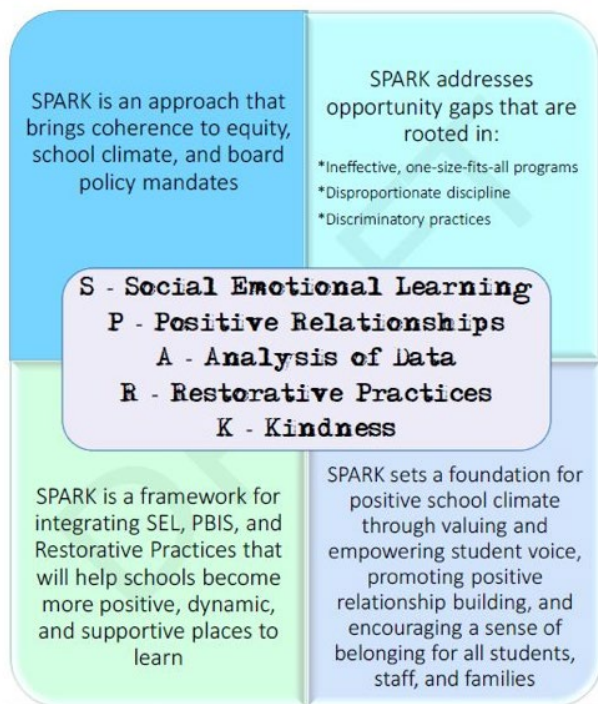 SPARK is an approach that
brings coherence to equity,
school climate, and board
policy mandates
SPARK addresses
opportunity gaps that are
rooted in:
*Ineffective, one-size-fits-all programs
*Disproportionate discipline
*Discriminatory practices
S - Social Emotional Learning
P - Positive Relationships
A - Analysis of Data
R - Restorative Practices
K - Kindness
SPARK is a framework for
integrating SEL, PBIS, and
Restorative Practices that
will help schools become
more positive, dynamic,
and supportive places to
learn
SPARK sets a foundation for
positive school climate
through valuing and
empowering student voice,
promoting positive
relationship building, and
encouraging a sense of
belonging for all students,
staff, and families